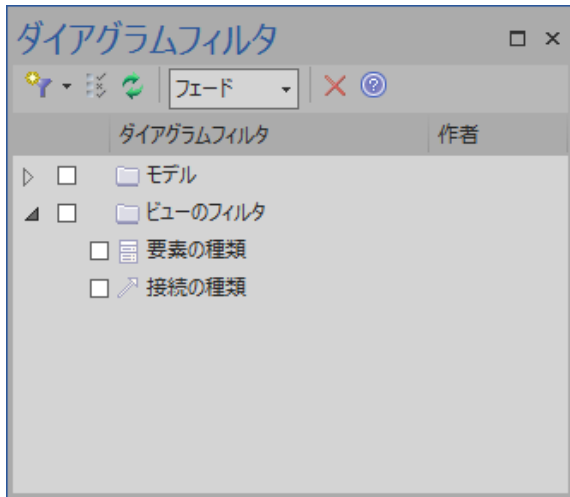 ダイアグラムフィルタ
フェード
ダイアグラムフィルタ 作者
モデル
ビューのフィルタ
要素の種類
接続の種類